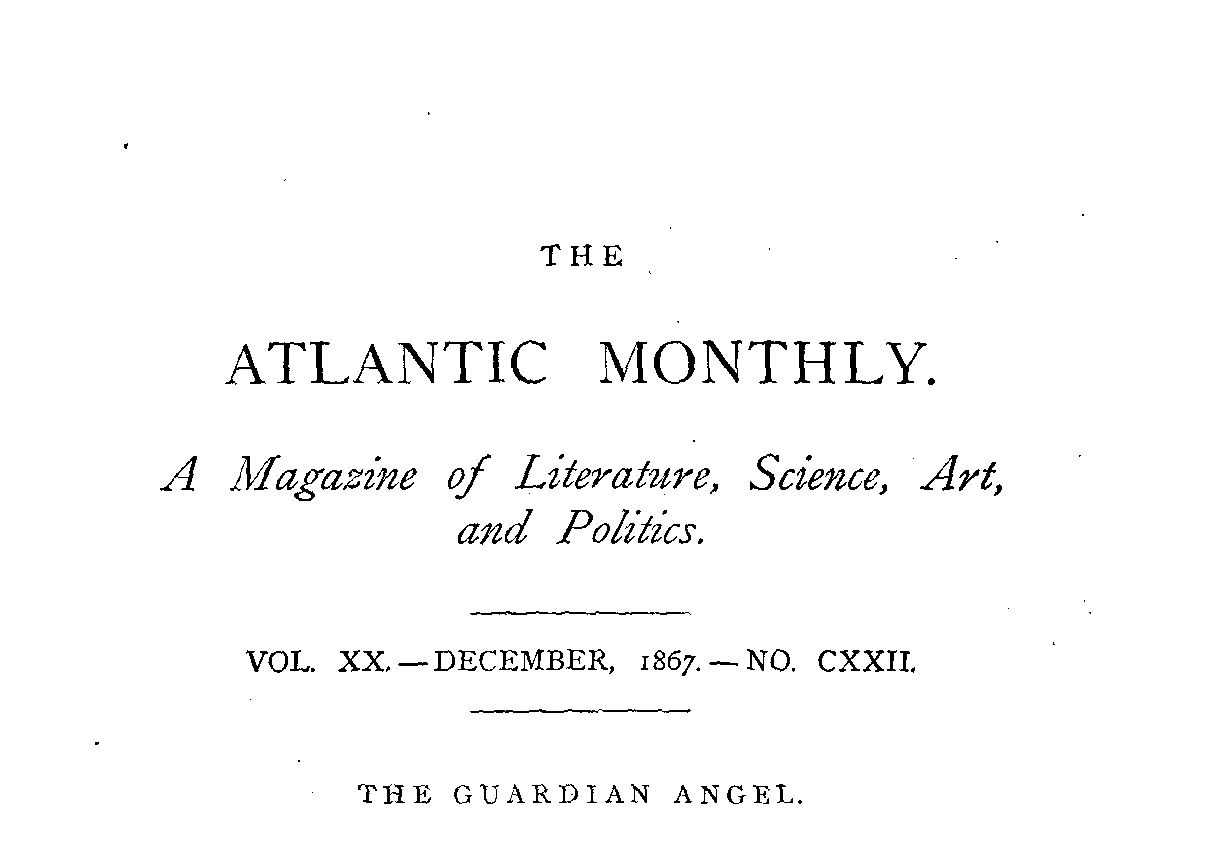 THE
ATLANTIC MONTHLY.
A Magazine of Literature, Science, Art,
and Politics.
VOL. XX.—DECEMBER, 1867.—NO. CXXII.
THE GUARDIAN ANGEL.